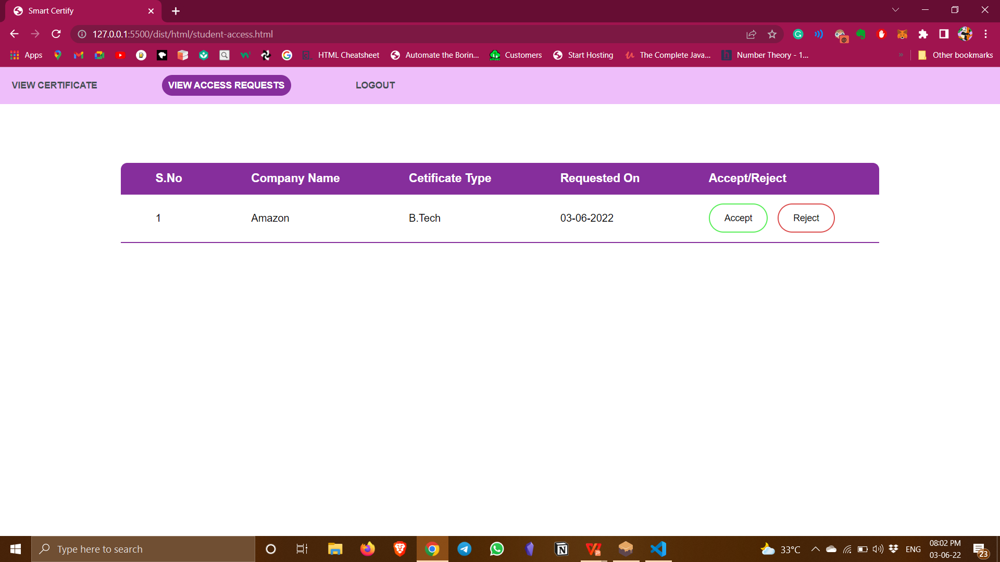 Smart Certify
127.0.0.1:5500/dist/html/student-access.html
Apps HTML Cheatsheet Automate the Borin... Customers Start Hosting The Complete Java... Number Theory - 1... » Other bookmarks
VIEW CERTIFICATE VIEW ACCESS REQUESTS LOGOUT
S.No Company Name Cetificate Type Requested On Accept/Reject
1 Amazon B.Tech 03-06-2022 Accept Reject
Type here to search 33°C ENG 08:02 PM
03-06-22 23